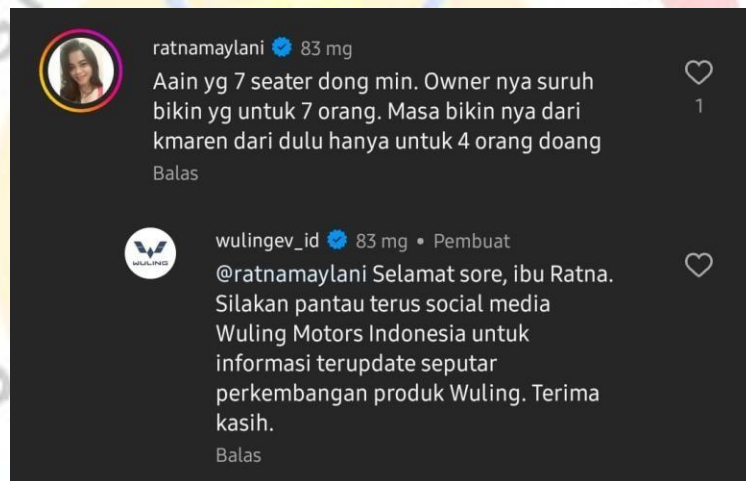 ratnamaylani 83 mg
Aain yg 7 seater dong min. Owner nya suruh
bikin yg untuk 7 orang. Masa bikin nya dari
kmaren dari dulu hanya untuk 4 orang doang
1
Balas
wulingev_id 83 mg • Pembuat
WULING
@ratnamaylani Selamat sore, ibu Ratna.
Silakan pantau terus social media
Wuling Motors Indonesia untuk
informasi terupdate seputar
perkembangan produk Wuling. Terima
kasih.
Balas